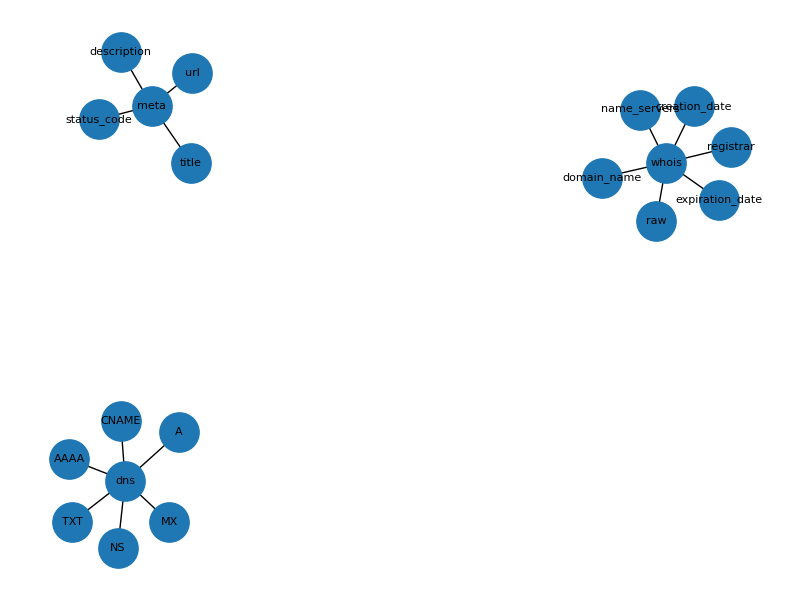 description
url
meta
status_code
title
name_servers
creation_date
registrar
whois
domain_name
expiration_date
raw
CNAME
A
AAAA
dns
TXT
MX
NS